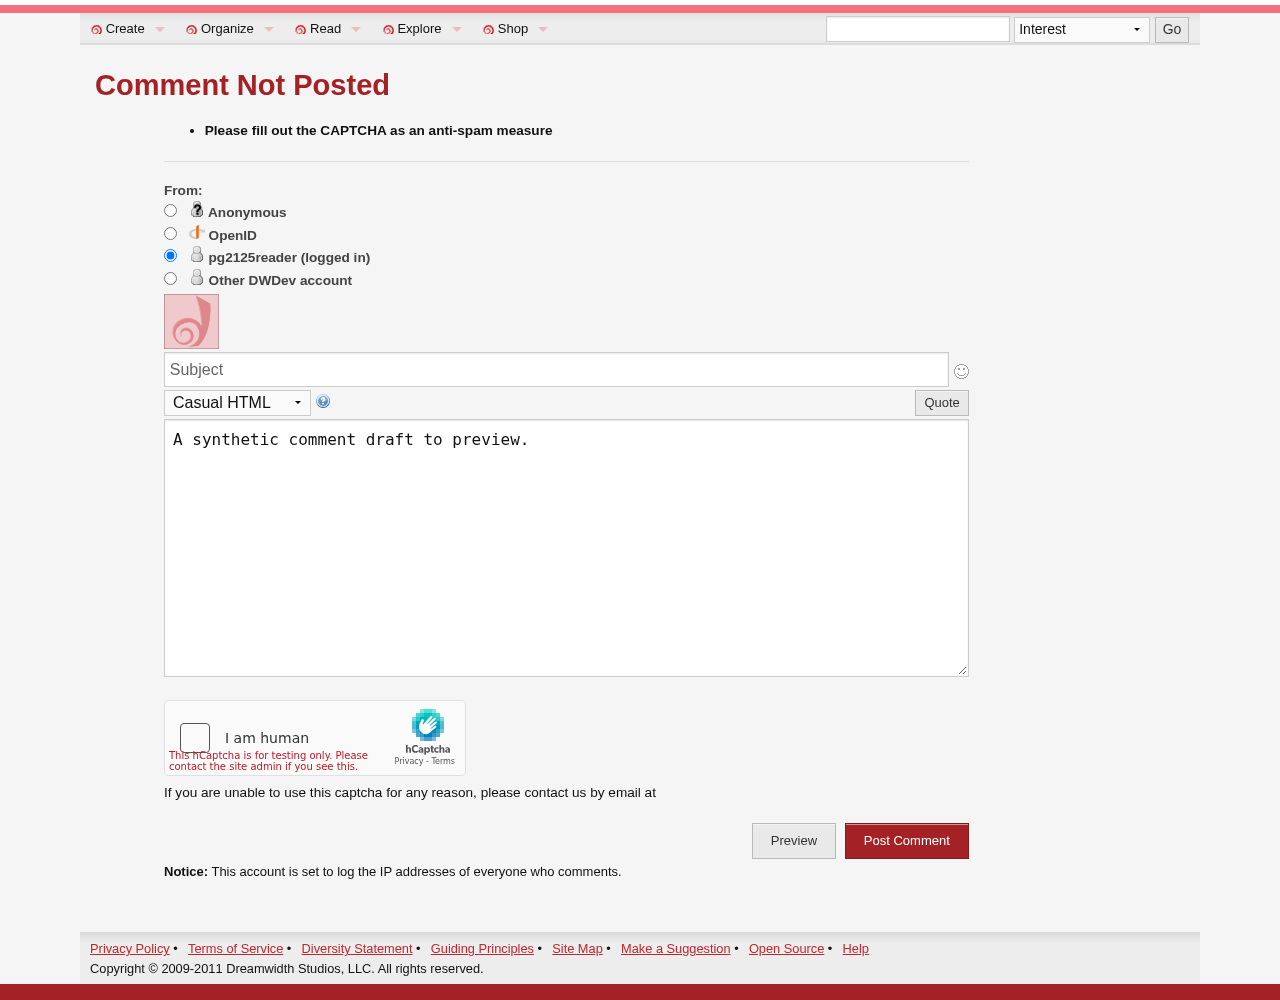 Create Organize Read Explore Shop Interest Go
Comment Not Posted
• Please fill out the CAPTCHA as an anti-spam measure
From:
Anonymous
OpenID
pg2125reader (logged in)
Other DWDev account
Subject
Casual HTML ? Quote
A synthetic comment draft to preview.
I am human
This hCaptcha is for testing only. Please
contact the site admin if you see this.
hCaptcha
Privacy - Terms
If you are unable to use this captcha for any reason, please contact us by email at
Preview Post Comment
Notice: This account is set to log the IP addresses of everyone who comments.
Privacy Policy • Terms of Service • Diversity Statement • Guiding Principles • Site Map • Make a Suggestion • Open Source • Help
Copyright © 2009-2011 Dreamwidth Studios, LLC. All rights reserved.